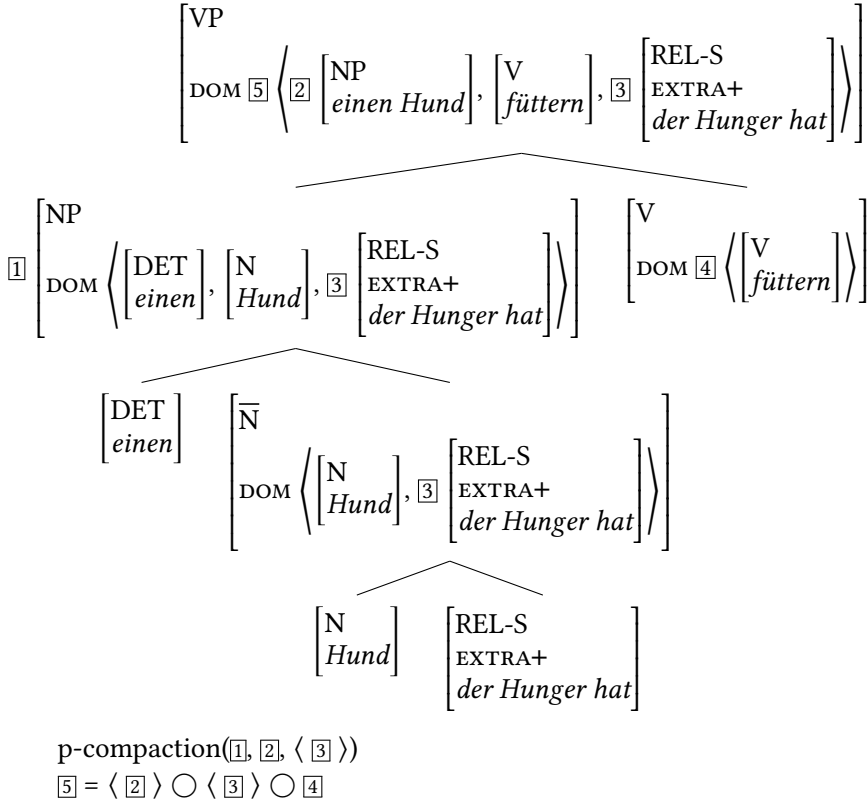 VP
DOM 5 ⟨ 2 [NP einen Hund], [V füttern], 3 [REL-S EXTRA+ der Hunger hat] ⟩
1 NP
DOM ⟨ [DET einen], [N Hund], 3 [REL-S EXTRA+ der Hunger hat] ⟩
V
DOM 4 ⟨ [V füttern] ⟩
DET
einen
N̅
DOM ⟨ [N Hund], 3 [REL-S EXTRA+ der Hunger hat] ⟩
N
Hund
REL-S
EXTRA+
der Hunger hat
p-compaction(1, 2, ⟨ 3 ⟩)
5 = ⟨ 2 ⟩ ◯ ⟨ 3 ⟩ ◯ 4